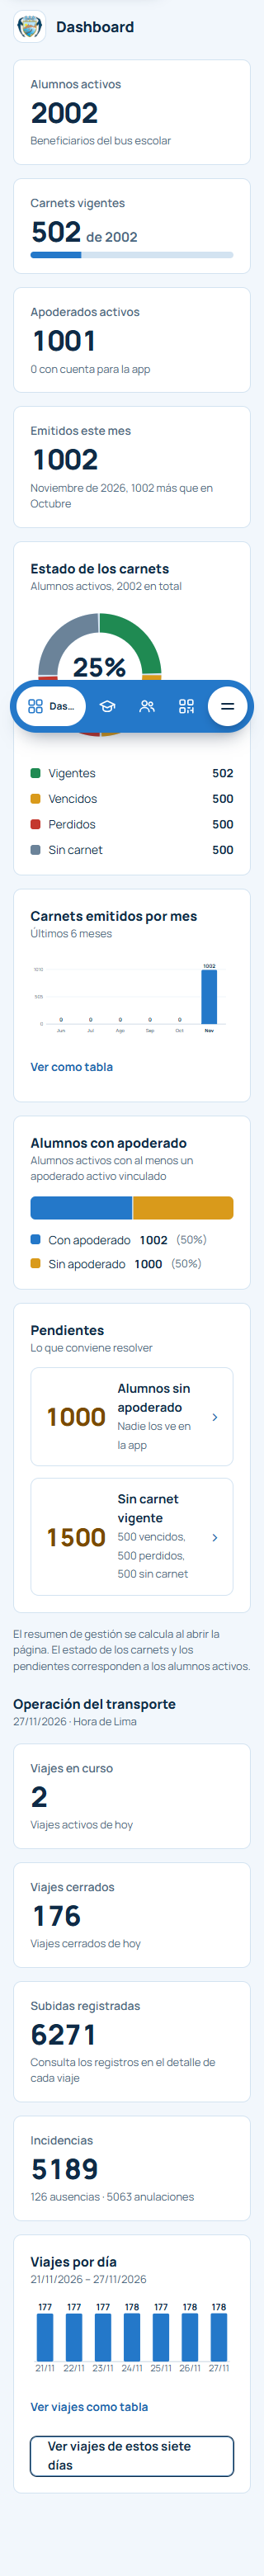 Dashboard
Alumnos activos
2002
Beneficiarios del bus escolar
Carnets vigentes
502 de 2002
Apoderados activos
1001
0 con cuenta para la app
Emitidos este mes
1002
Noviembre de 2026, 1002 más que en
Octubre
Estado de los carnets
Alumnos activos, 2002 en total
25%
Das...
Vigentes 502
Vencidos 500
Perdidos 500
Sin carnet 500
Carnets emitidos por mes
Últimos 6 meses
1010
505
0
0 0 0 0 0 1002
Jun Jul Ago Sep Oct Nov
Ver como tabla
Alumnos con apoderado
Alumnos activos con al menos un
apoderado activo vinculado
Con apoderado 1002 (50%)
Sin apoderado 1000 (50%)
Pendientes
Lo que conviene resolver
1000
Alumnos sin
apoderado
Nadie los ve en
la app
1500
Sin carnet
vigente
500 vencidos,
500 perdidos,
500 sin carnet
El resumen de gestión se calcula al abrir la
página. El estado de los carnets y los
pendientes corresponden a los alumnos activos.
Operación del transporte
27/11/2026 · Hora de Lima
Viajes en curso
2
Viajes activos de hoy
Viajes cerrados
176
Viajes cerrados de hoy
Subidas registradas
6271
Consulta los registros en el detalle de
cada viaje
Incidencias
5189
126 ausencias · 5063 anulaciones
Viajes por día
21/11/2026 – 27/11/2026
177 177 177 178 177 178 178
21/11 22/11 23/11 24/11 25/11 26/11 27/11
Ver viajes como tabla
Ver viajes de estos siete
días